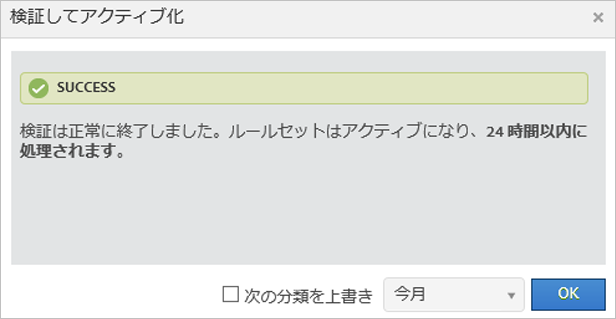 検証してアクティブ化
SUCCESS
検証は正常に終了しました。ルールセットはアクティブになり、24 時間以内に
処理されます。
次の分類を上書き 今月 OK